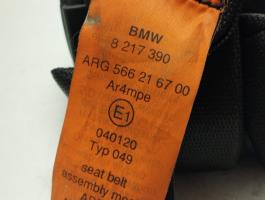 BMW
8 217 390
ARG 566 21 67 00
Ar4mpe
E1
040120
Typ 049
seat belt
assembly